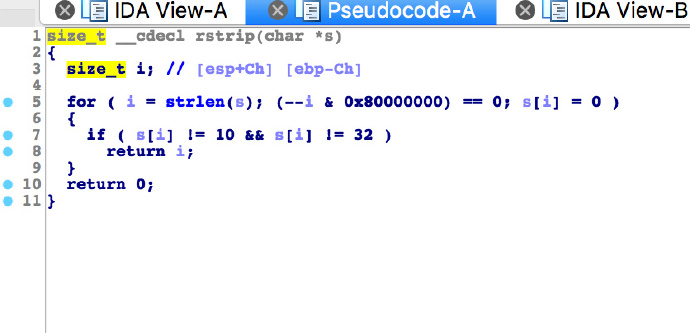 IDA View-A Pseudocode-A IDA View-B
1 size_t __cdecl rstrip(char *s)
2 {
3 size_t i; // [esp+Ch] [ebp-Ch]
4
5 for ( i = strlen(s); (--i & 0x80000000) == 0; s[i] = 0 )
6 {
7 if ( s[i] != 10 && s[i] != 32 )
8 return i;
9 }
10 return 0;
11 }